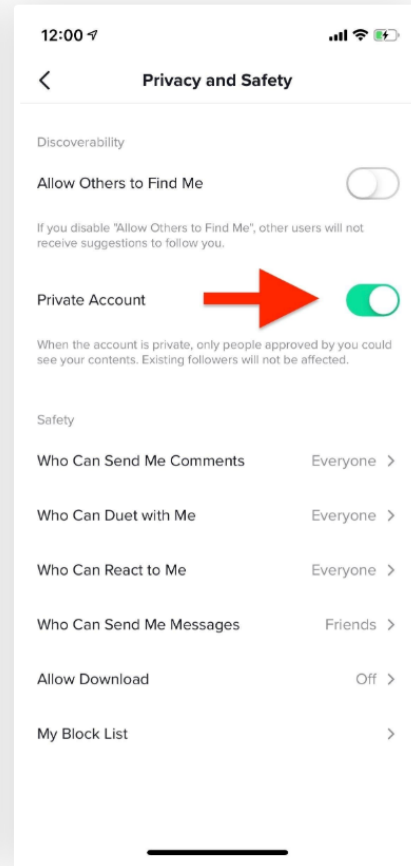 12:00
Privacy and Safety
Discoverability
Allow Others to Find Me
If you disable "Allow Others to Find Me", other users will not
receive suggestions to follow you.
Private Account
When the account is private, only people approved by you could
see your contents. Existing followers will not be affected.
Safety
Who Can Send Me Comments Everyone
Who Can Duet with Me Everyone
Who Can React to Me Everyone
Who Can Send Me Messages Friends
Allow Download Off
My Block List